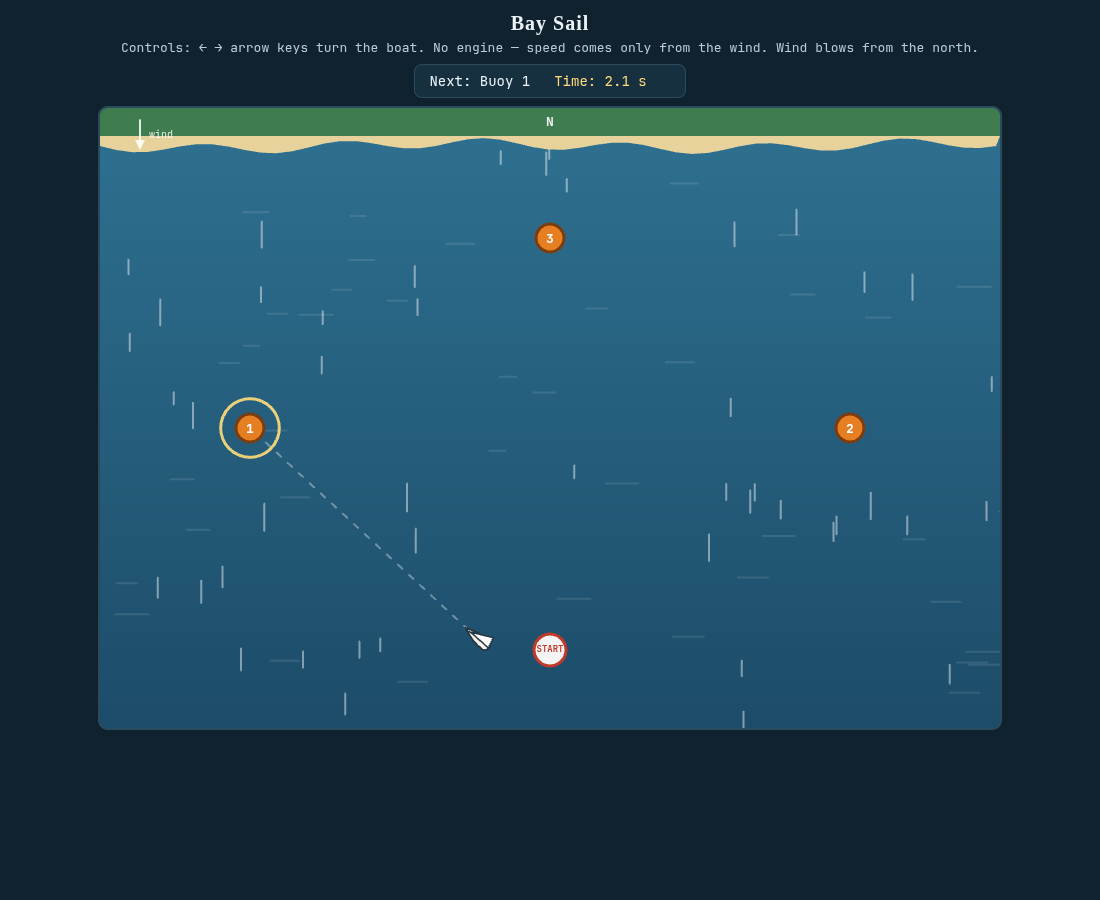 Bay Sail
Controls: ← → arrow keys turn the boat. No engine — speed comes only from the wind. Wind blows from the north.
Next: Buoy 1 Time: 2.1 s
N
wind
3
1
2
START